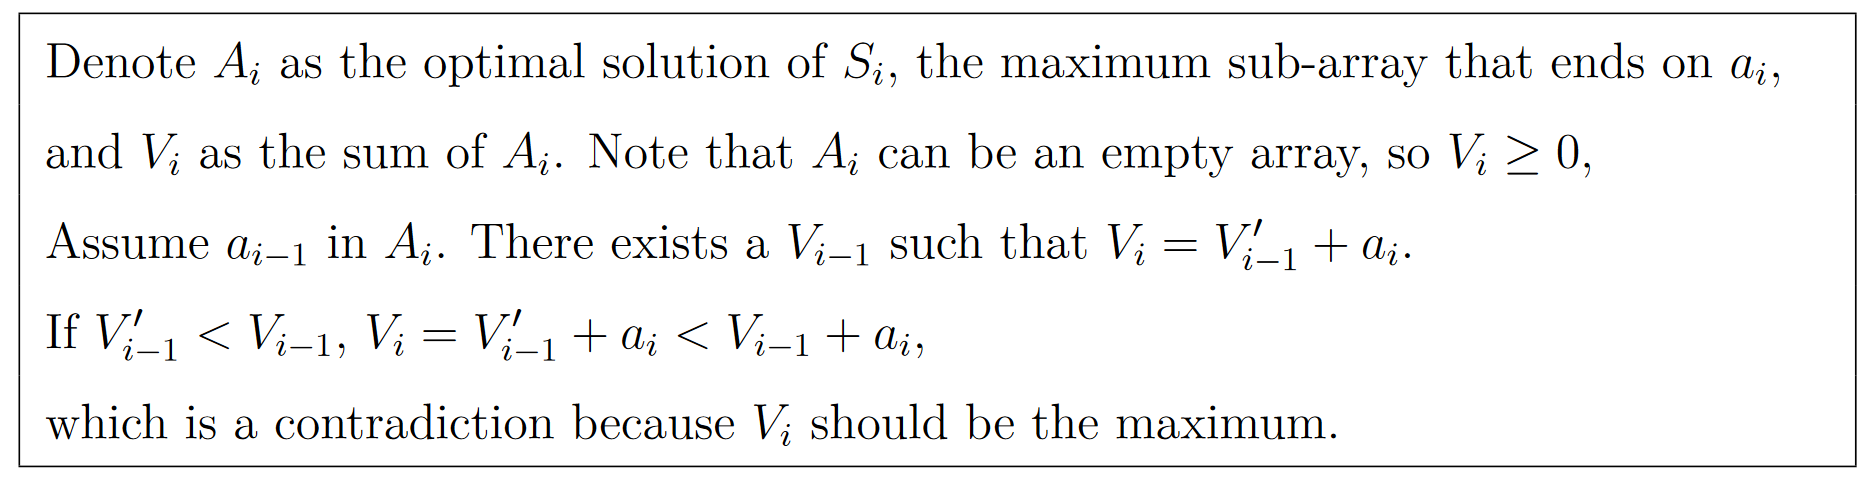 Denote $A_i$ as the optimal solution of $S_i$, the maximum sub-array that ends on $a_i$,
and $V_i$ as the sum of $A_i$. Note that $A_i$ can be an empty array, so $V_i \geq 0$,
Assume $a_{i-1}$ in $A_i$. There exists a $V_{i-1}$ such that $V_i = V'_{i-1} + a_i$.
If $V'_{i-1} < V_{i-1}$, $V_i = V'_{i-1} + a_i < V_{i-1} + a_i$,
which is a contradiction because $V_i$ should be the maximum.